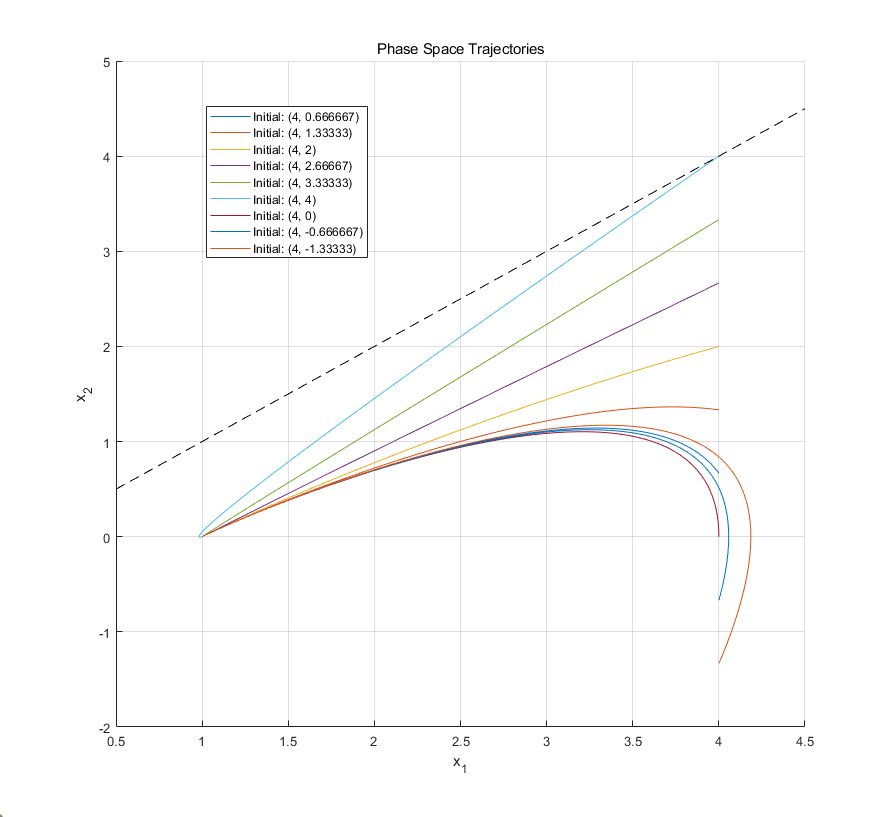 Phase Space Trajectories
5
Initial: (4, 0.666667)
Initial: (4, 1.33333)
Initial: (4, 2)
Initial: (4, 2.66667)
Initial: (4, 3.33333)
Initial: (4, 4)
Initial: (4, 0)
Initial: (4, -0.666667)
Initial: (4, -1.33333)
4
3
2
1
0
-1
-2
x2
0.5 1 1.5 2 2.5 3 3.5 4 4.5
x1